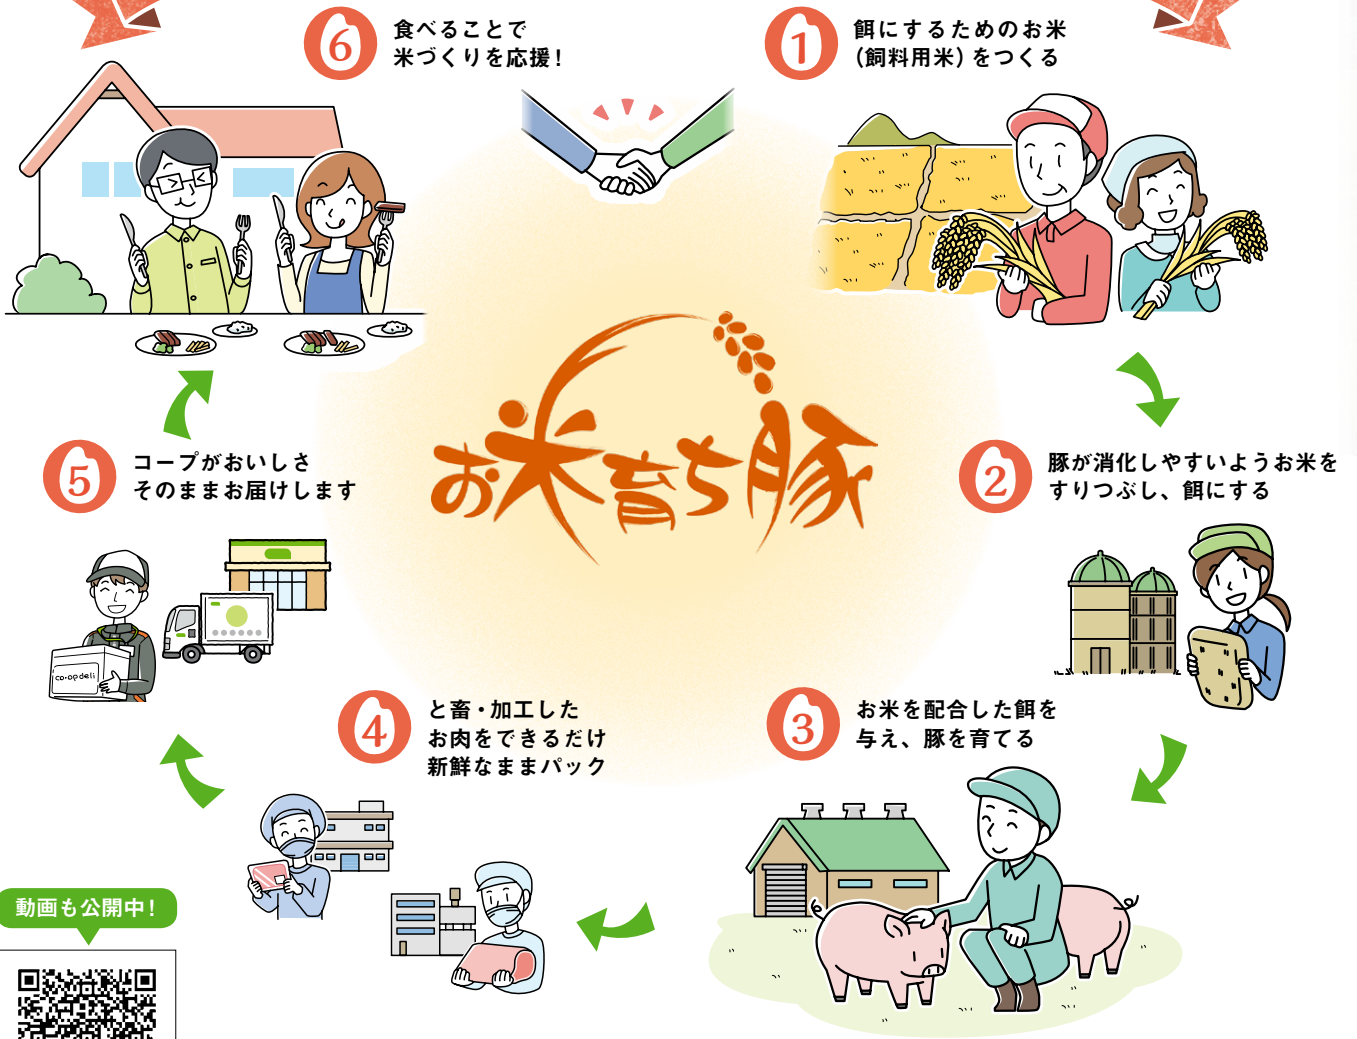 6
食べることで
米づくりを応援!
1
餌にするためのお米
(飼料用米)をつくる
お米育ち豚
5
コープがおいしさ
そのままお届けします
2
豚が消化しやすいようお米を
すりつぶし、餌にする
co・opdeli
4
と畜・加工した
お肉をできるだけ
新鮮なままパック
3
お米を配合した餌を
与え、豚を育てる
動画も公開中!